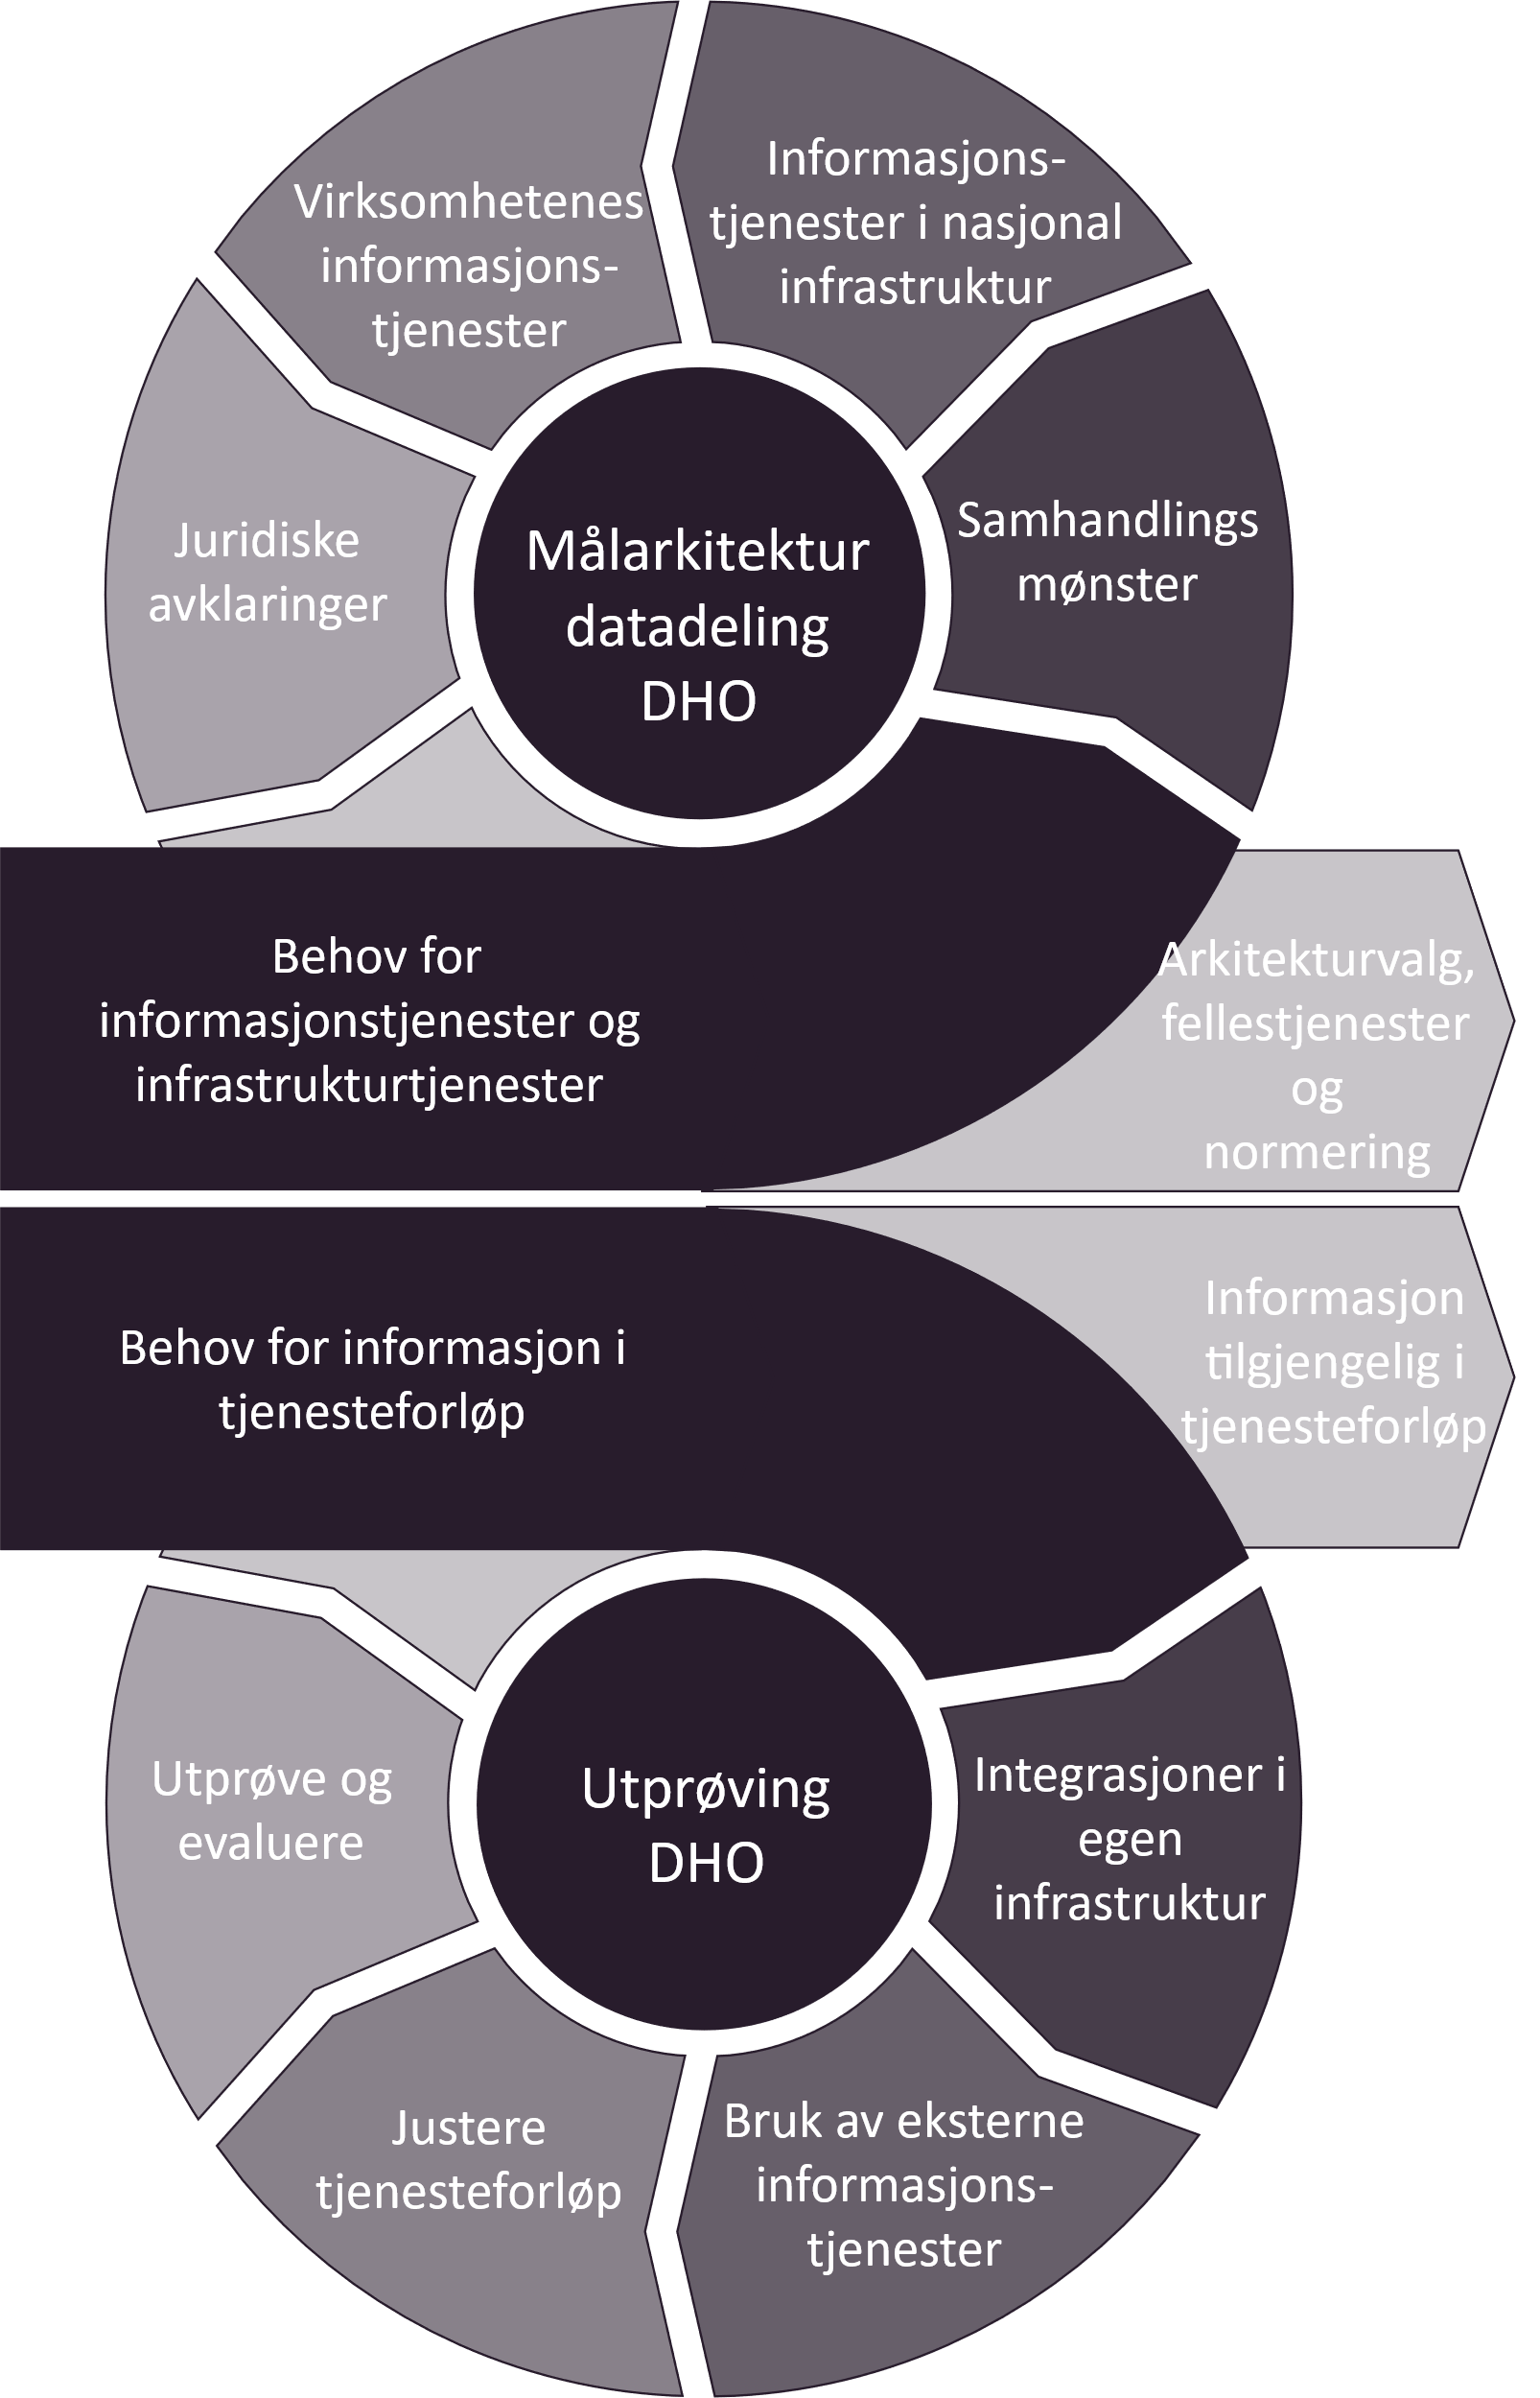 Virksomhetenes
informasjons-
tjenester
Informasjons-
tjenester i nasjonal
infrastruktur
Juridiske
avklaringer
Målarkitektur
datadeling
DHO
Samhandlings
mønster
Behov for
informasjonstjenester og
infrastrukturtjenester
Arkitekturvalg,
fellestjenester
og
normering
Behov for informasjon i
tjenesteforløp
Informasjon
tilgjengelig i
tjenesteforløp
Utprøve og
evaluere
Utprøving
DHO
Integrasjoner i
egen
infrastruktur
Justere
tjenesteforløp
Bruk av eksterne
informasjons-
tjenester